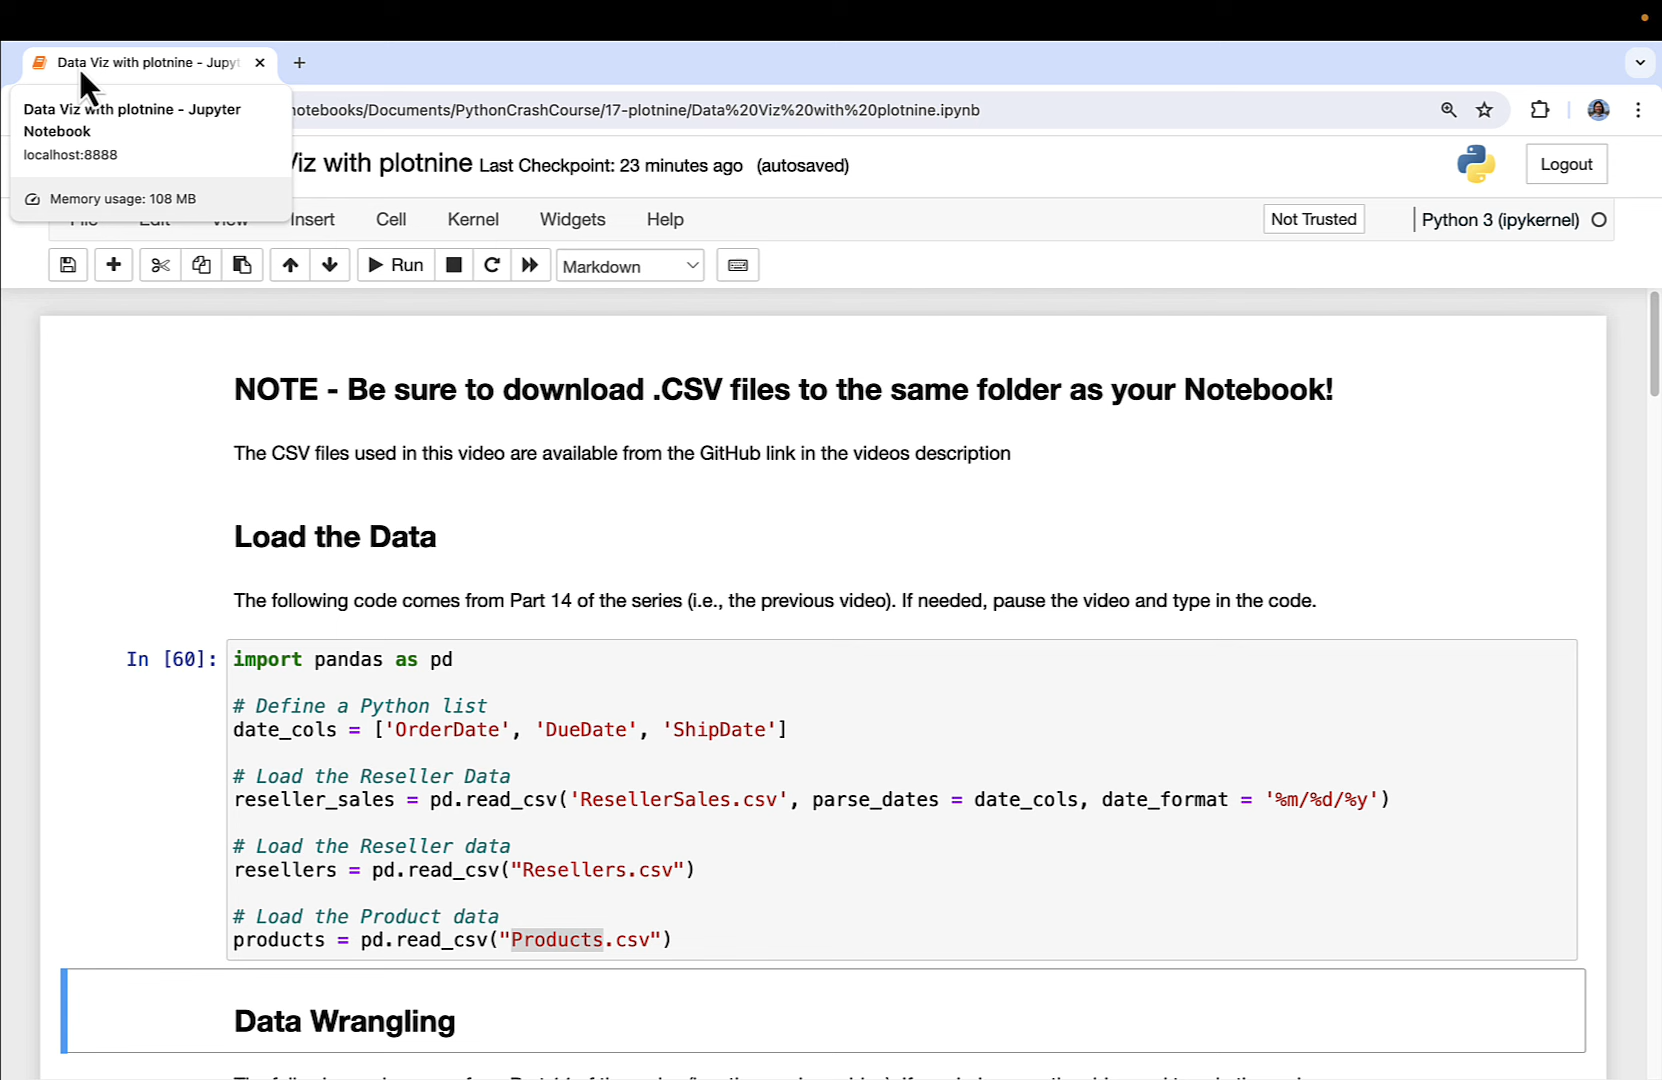 Data Viz with plotnine - Jupyt
Data Viz with plotnine - Jupyter
Notebook
localhost:8888
Memory usage: 108 MB
notebooks/Documents/PythonCrashCourse/17-plotnine/Data%20Viz%20with%20plotnine.ipynb
Viz with plotnine Last Checkpoint: 23 minutes ago (autosaved)
Logout
File Edit View Insert Cell Kernel Widgets Help
Not Trusted
Python 3 (ipykernel)
Run
Markdown
NOTE - Be sure to download .CSV files to the same folder as your Notebook!
The CSV files used in this video are available from the GitHub link in the videos description
Load the Data
The following code comes from Part 14 of the series (i.e., the previous video). If needed, pause the video and type in the code.
In [60]: import pandas as pd
# Define a Python list
date_cols = ['OrderDate', 'DueDate', 'ShipDate']
# Load the Reseller Data
reseller_sales = pd.read_csv('ResellerSales.csv', parse_dates = date_cols, date_format = '%m/%d/%y')
# Load the Reseller data
resellers = pd.read_csv("Resellers.csv")
# Load the Product data
products = pd.read_csv("Products.csv")
Data Wrangling